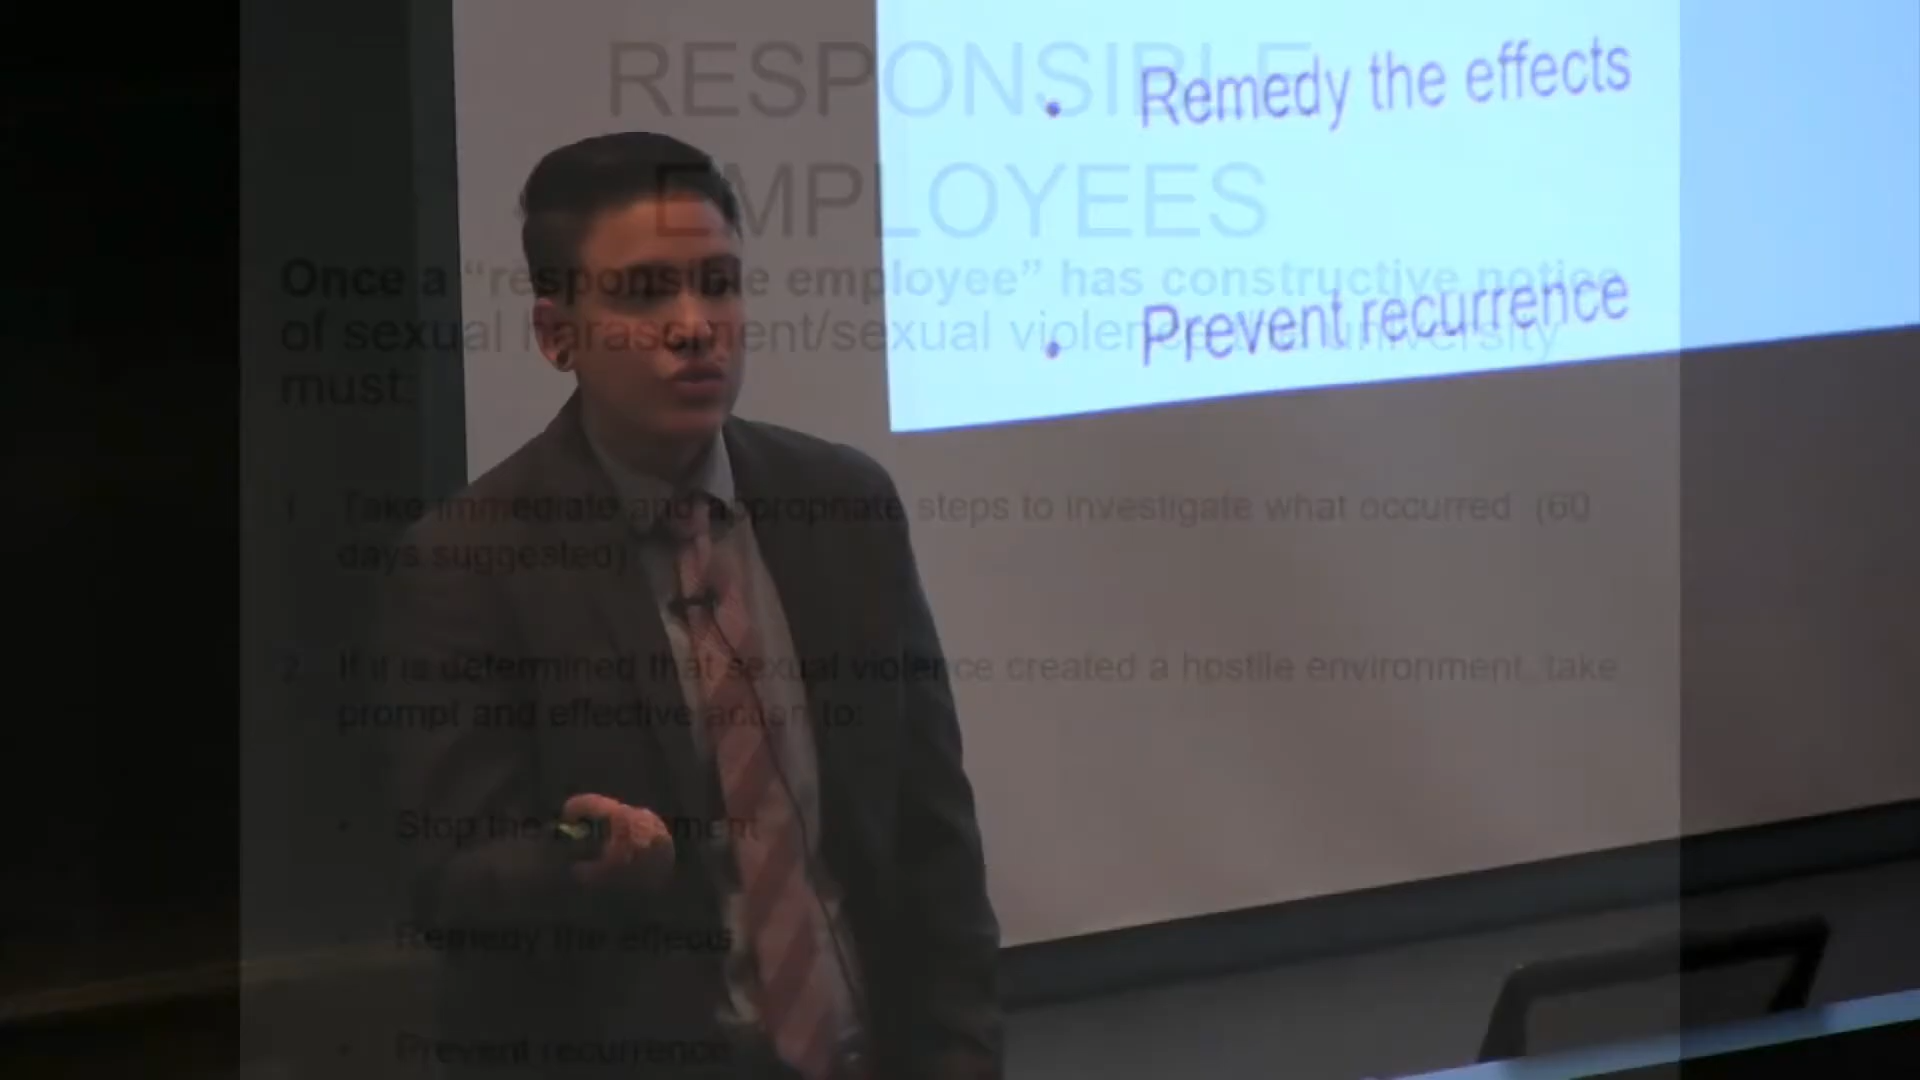 RESPONSIBLE
EMPLOYEES
Once a “responsible employee” has constructive notice
of sexual harassment/sexual violence the university
must:
1. Take immediate and appropriate steps to investigate what occurred (60
days suggested)
2. If it is determined that sexual violence created a hostile environment, take
prompt and effective action to:
• Stop the harassment
• Remedy the effects
• Prevent recurrence
• Remedy the effects
• Prevent recurrence